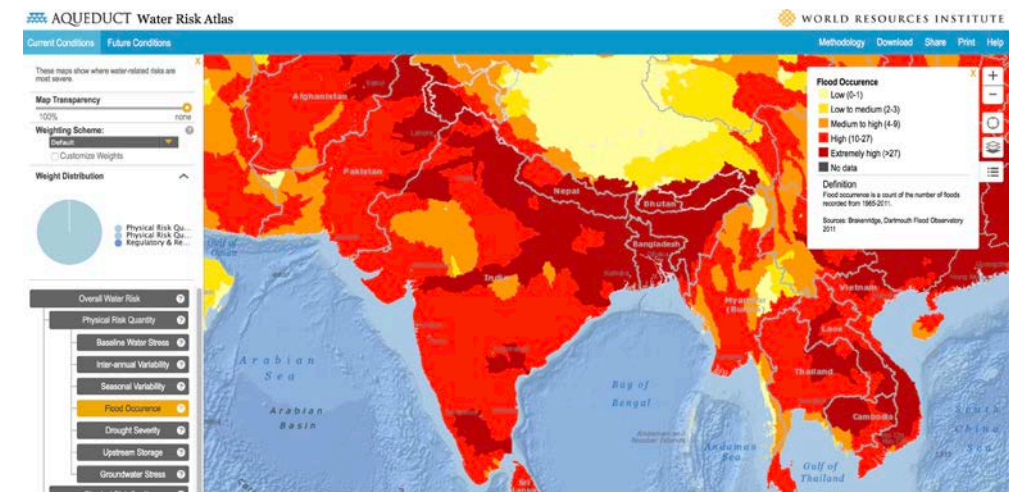 AQUEDUCT Water Risk Atlas
WORLD RESOURCES INSTITUTE
Current Conditions Future Conditions
Methodology Download Share Print Help
These maps show where water-related risks are
most severe.
X
Map Transparency
100% none
Weighting Scheme:
Default
Customize Weights
Weight Distribution
Physical Risk Qu...
Physical Risk Qu...
Regulatory & Re...
Overall Water Risk
Physical Risk Quantity
Baseline Water Stress
Inter-annual Variability
Seasonal Variability
Flood Occurence
Drought Severity
Upstream Storage
Groundwater Stress
Afghanistan
Pakistan
Nepal
Bhutan
Bangladesh
India
Myanmar
(Burma)
Vietnam
Laos
Thailand
Cambodia
Sri
Arabian
Sea
Arabian
Basin
Bay of
Bengal
Andaman
Sea
Gulf of
Thailand
South
China
Sea
X
Flood Occurence
Low (0-1)
Low to medium (2-3)
Medium to high (4-9)
High (10-27)
Extremely high (>27)
No data
Definition
Flood occurrence is a count of the number of floods
recorded from 1985-2011.
Sources: Brakenridge, Dartmouth Flood Observatory
2011